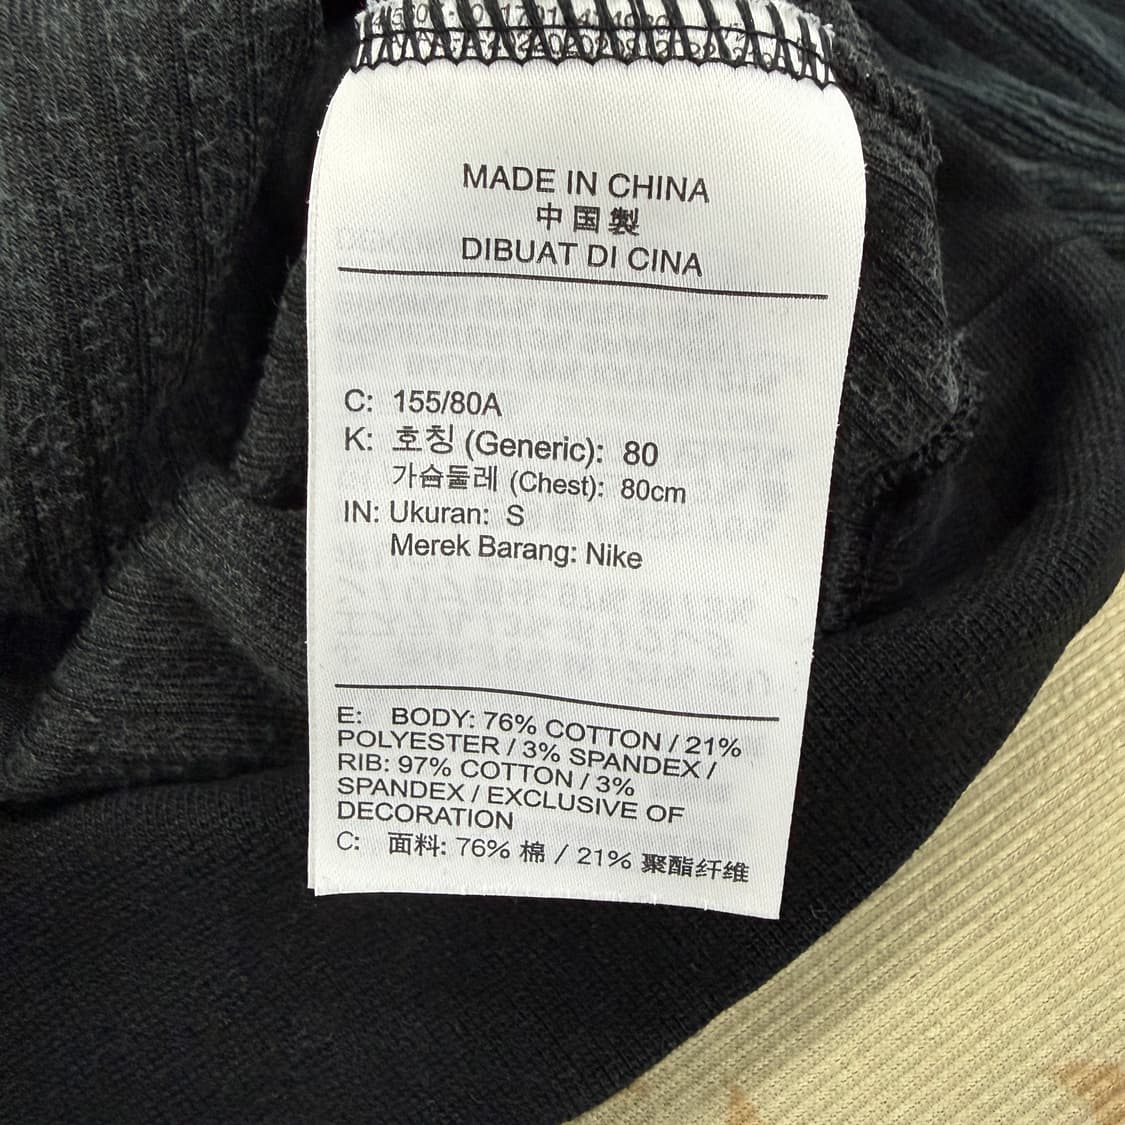 MADE IN CHINA
中国製
DIBUAT DI CINA
C: 155/80A
K: 호칭 (Generic): 80
가슴둘레 (Chest): 80cm
IN: Ukuran: S
Merek Barang: Nike
E: BODY: 76% COTTON / 21%
POLYESTER / 3% SPANDEX /
RIB: 97% COTTON / 3%
SPANDEX / EXCLUSIVE OF
DECORATION
C: 面料: 76% 棉 / 21% 聚酯纤维